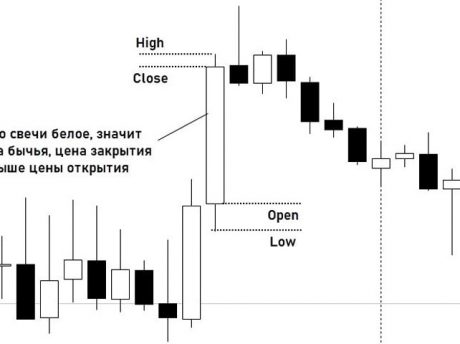 High
Close
о свечи белое, значит
а бычья, цена закрытия
ыше цены открытия
Open
Low